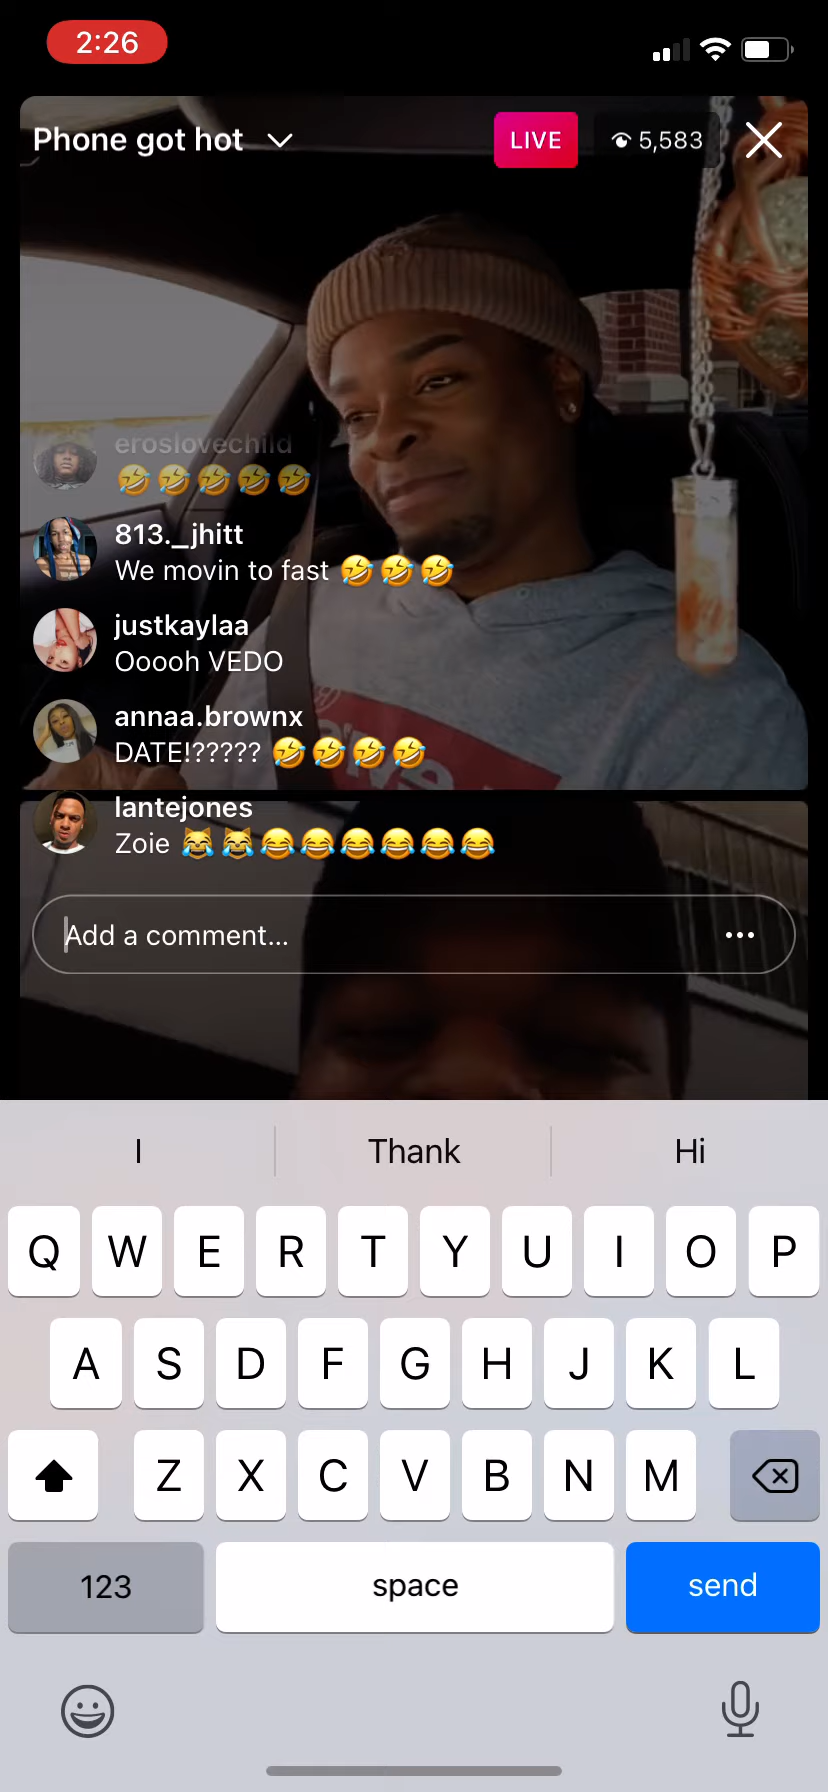 2:26
Phone got hot
LIVE
5,583
eroslovechild
🤣🤣🤣🤣🤣
813._jhitt
We movin to fast 🤣🤣🤣
justkaylaa
Ooooh VEDO
annaa.brownx
DATE!????? 🤣🤣🤣🤣
lantejones
Zoie 😹😹😂😂😂😂😂😂
Add a comment...
I Thank Hi
Q W E R T Y U I O P
A S D F G H J K L
Z X C V B N M
123 space send